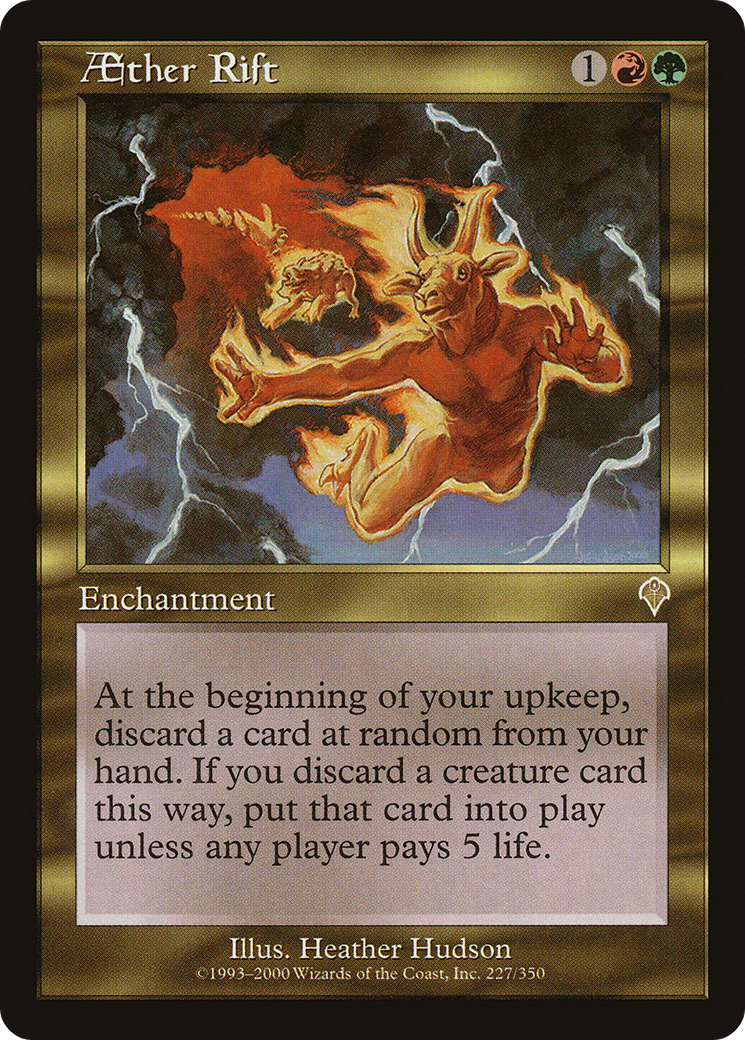 Æther Rift
1
Enchantment
At the beginning of your upkeep,
discard a card at random from your
hand. If you discard a creature card
this way, put that card into play
unless any player pays 5 life.
Illus. Heather Hudson
©1993–2000 Wizards of the Coast, Inc. 227/350